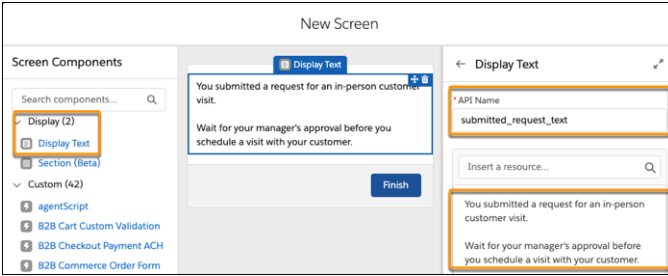 New Screen
Screen Components
Search components...
Display (2)
Display Text
Section (Beta)
Custom (42)
agentScript
B2B Cart Custom Validation
B2B Checkout Payment ACH
B2B Commerce Order Form
Display Text
You submitted a request for an in-person customer
visit.
Wait for your manager's approval before you
schedule a visit with your customer.
Finish
Display Text
*API Name
submitted_request_text
Insert a resource...
You submitted a request for an in-person
customer visit.
Wait for your manager's approval before
you schedule a visit with your customer.